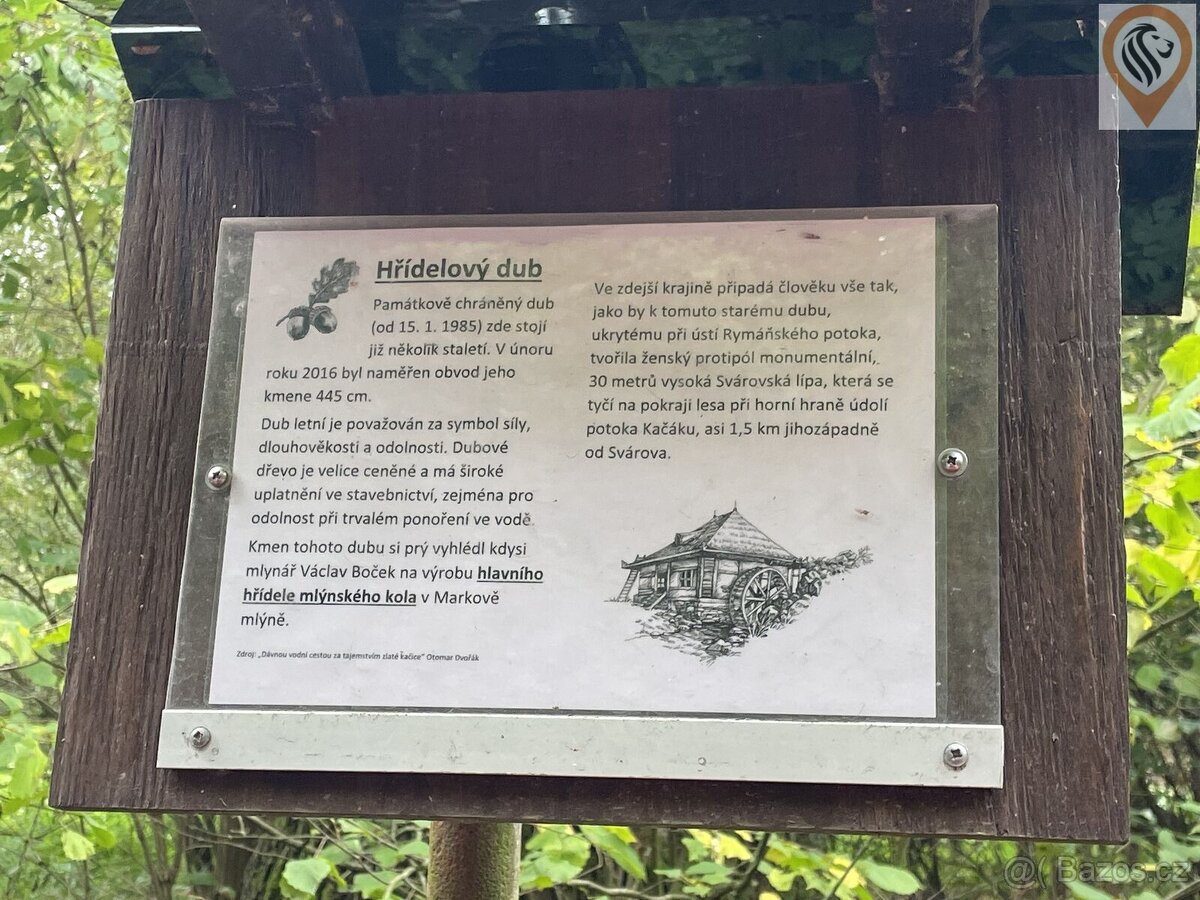 Hřídelový dub
Památkově chráněný dub
(od 15. 1. 1985) zde stojí
již několik staletí. V únoru
roku 2016 byl naměřen obvod jeho
kmene 445 cm.
Dub letní je považován za symbol síly,
dlouhověkosti a odolnosti. Dubové
dřevo je velice ceněné a má široké
uplatnění ve stavebnictví, zejména pro
odolnost při trvalém ponoření ve vodě
Kmen tohoto dubu si prý vyhlédl kdysi
mlynář Václav Boček na výrobu hlavního
hřídele mlýnského kola v Markově
mlýně.
Zdroj: „Dávnou vodní cestou za tajemstvím zlaté kačice" Otomar Dvořák
Ve zdejší krajině připadá člověku vše tak,
jako by k tomuto starému dubu,
ukrytému při ústí Rymáňského potoka,
tvořila ženský protipól monumentální,
30 metrů vysoká Svárovská lípa, která se
tyčí na pokraji lesa při horní hraně údolí
potoka Kačáku, asi 1,5 km jihozápadně
od Svárova.
@( Bazos.cz